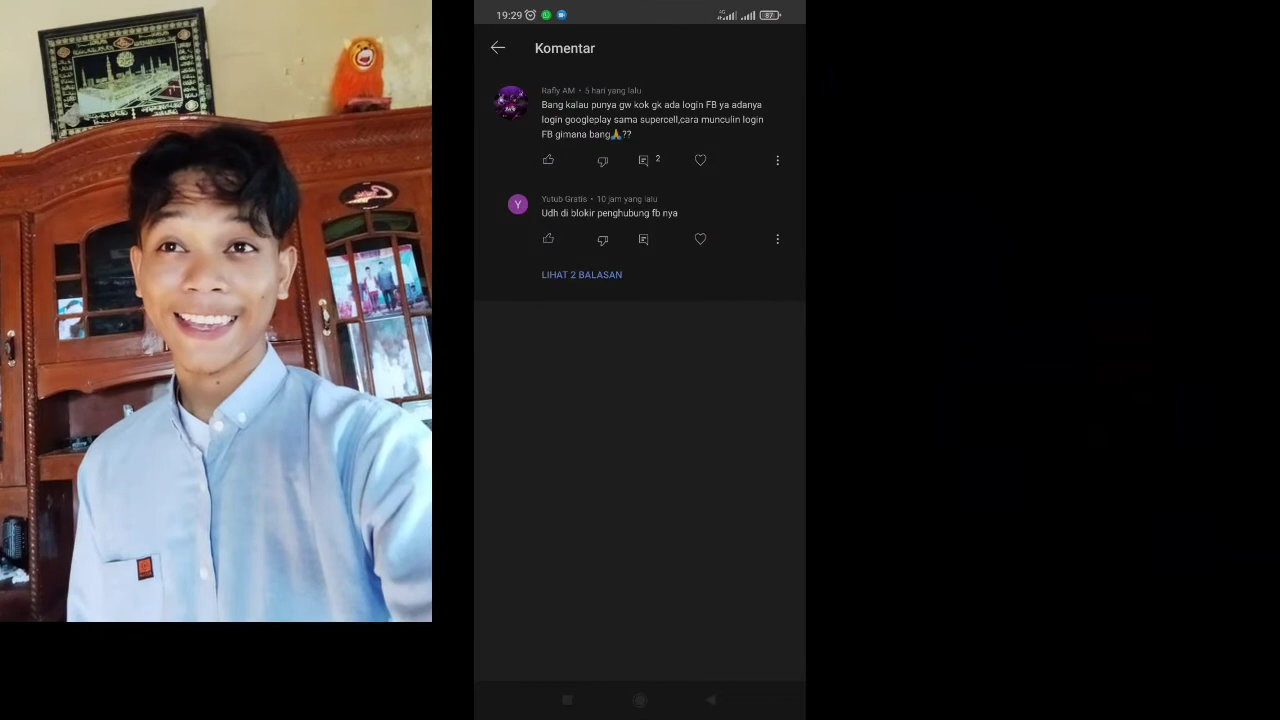 19:29
4G
87
Komentar
Rafly AM • 5 hari yang lalu
Bang kalau punya gw kok gk ada login FB ya adanya
login googleplay sama supercell,cara munculin login
FB gimana bang🙏??
2
Y
Yutub Gratis • 10 jam yang lalu
Udh di blokir penghubung fb nya
LIHAT 2 BALASAN